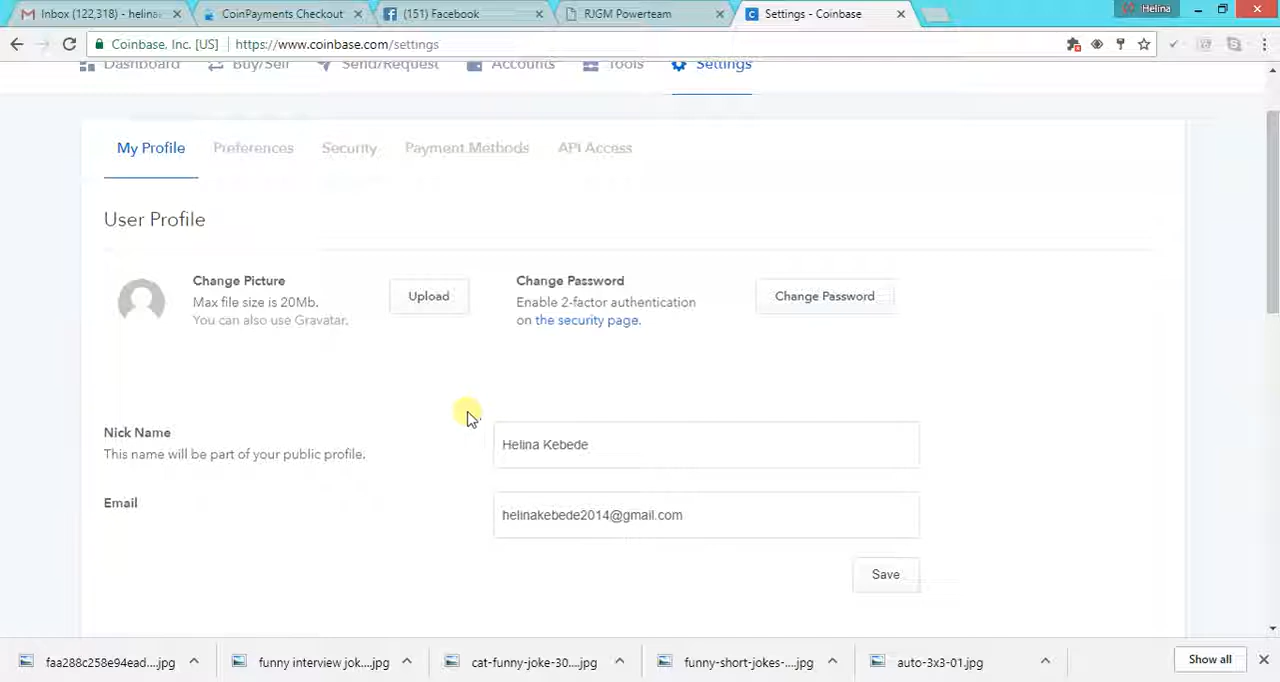 Inbox (122,318) - helina
CoinPayments Checkout
(151) Facebook
RJGM Powerteam
Settings - Coinbase
Helina
Coinbase, Inc. [US]
https://www.coinbase.com/settings
Dashboard
Buy/Sell
Send/Request
Accounts
Tools
Settings
My Profile
Preferences
Security
Payment Methods
API Access
User Profile
Change Picture
Max file size is 20Mb.
You can also use Gravatar.
Upload
Change Password
Enable 2-factor authentication
on the security page.
Change Password
Nick Name
This name will be part of your public profile.
Helina Kebede
Email
helinakebede2014@gmail.com
Save
faa288c258e94ead....jpg
funny interview jok....jpg
cat-funny-joke-30....jpg
funny-short-jokes-....jpg
auto-3x3-01.jpg
Show all